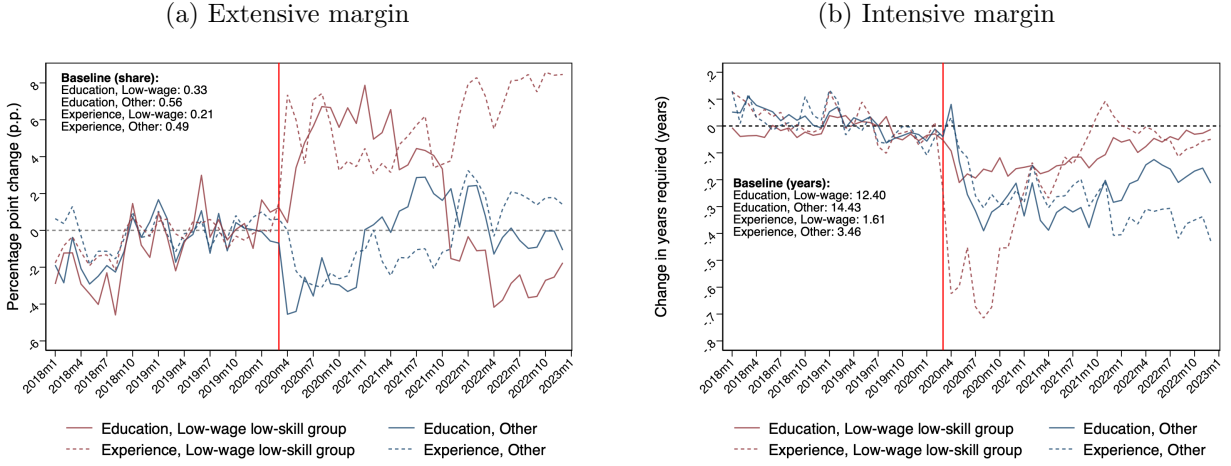 (a) Extensive margin
Percentage point change (p.p.)
8
6
4
2
0
-2
-4
-6
Baseline (share):
Education, Low-wage: 0.33
Education, Other: 0.56
Experience, Low-wage: 0.21
Experience, Other: 0.49
2018m1 2018m4 2018m7 2018m10 2019m1 2019m4 2019m7 2019m10 2020m1 2020m4 2020m7 2020m10 2021m1 2021m4 2021m7 2021m10 2022m1 2022m4 2022m7 2022m10 2023m1
Education, Low-wage low-skill group Education, Other
Experience, Low-wage low-skill group Experience, Other
(b) Intensive margin
Change in years required (years)
.2
.1
0
-.1
-.2
-.3
-.4
-.5
-.6
-.7
-.8
Baseline (years):
Education, Low-wage: 12.40
Education, Other: 14.43
Experience, Low-wage: 1.61
Experience, Other: 3.46
2018m1 2018m4 2018m7 2018m10 2019m1 2019m4 2019m7 2019m10 2020m1 2020m4 2020m7 2020m10 2021m1 2021m4 2021m7 2021m10 2022m1 2022m4 2022m7 2022m10 2023m1
Education, Low-wage low-skill group Education, Other
Experience, Low-wage low-skill group Experience, Other